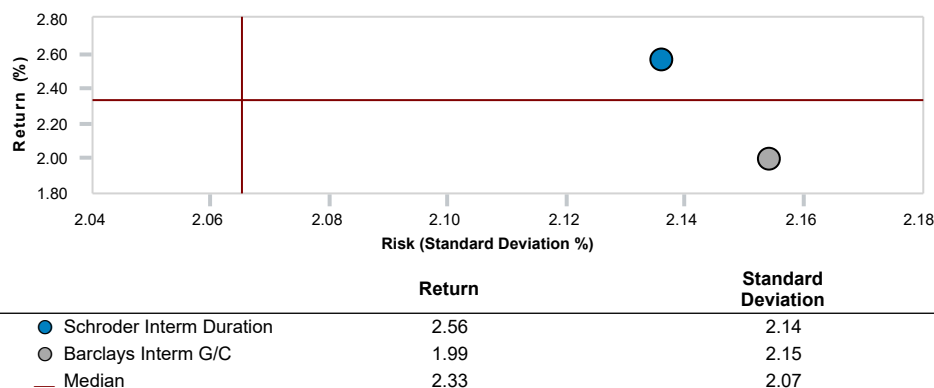 2.80
2.60
2.40
2.20
2.00
1.80
Return (%)
2.04 2.06 2.08 2.10 2.12 2.14 2.16 2.18
Risk (Standard Deviation %)
Return Standard Deviation
Schroder Interm Duration 2.56 2.14
Barclays Interm G/C 1.99 2.15
Median 2.33 2.07